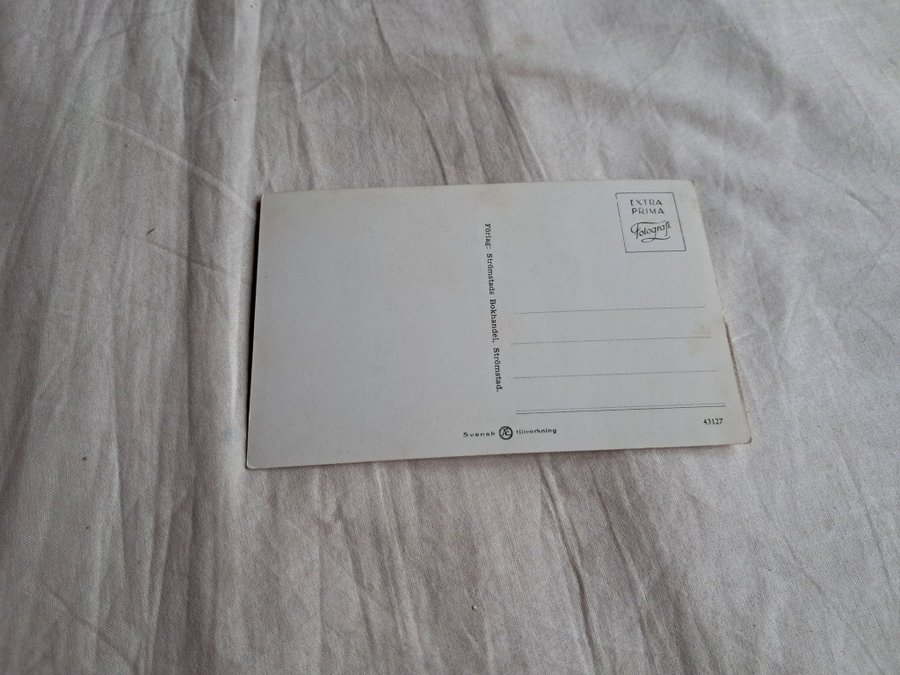 EXTRA
PRIMA
Fotografi
Förlag: Strömstads Bokhandel, Strömstad.
Svensk Æ tillverkning
43127